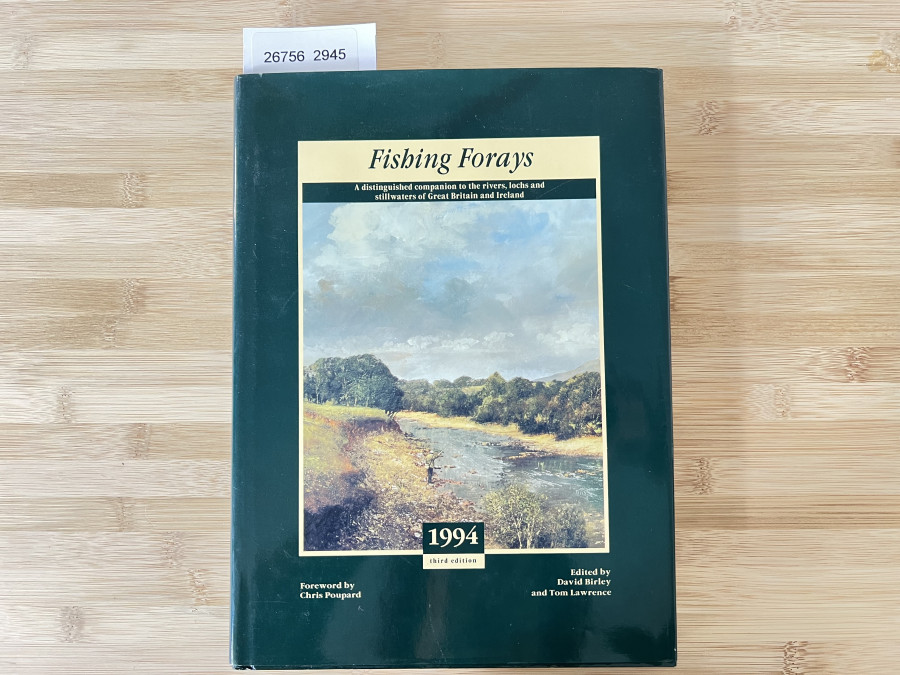 26756 2945
Fishing Forays
A distinguished companion to the rivers, lochs and
stillwaters of Great Britain and Ireland
1994
third edition
Foreword by
Chris Poupard
Edited by
David Birley
and Tom Lawrence